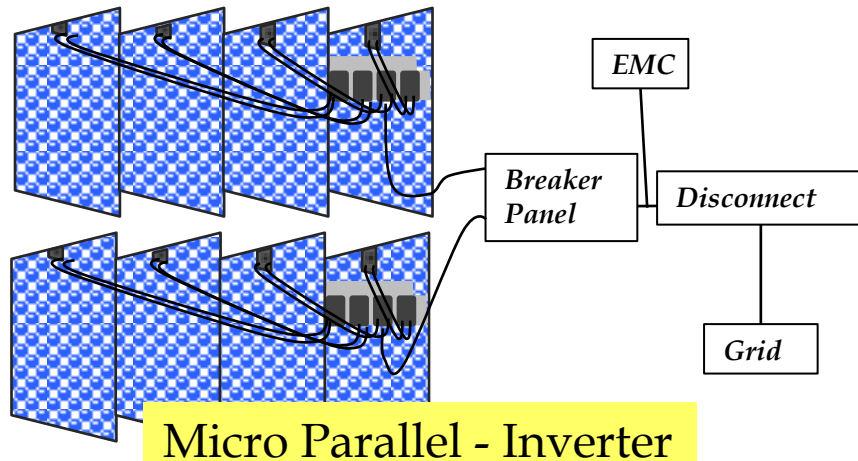 EMC
Breaker
Panel
Disconnect
Grid
Micro Parallel - Inverter